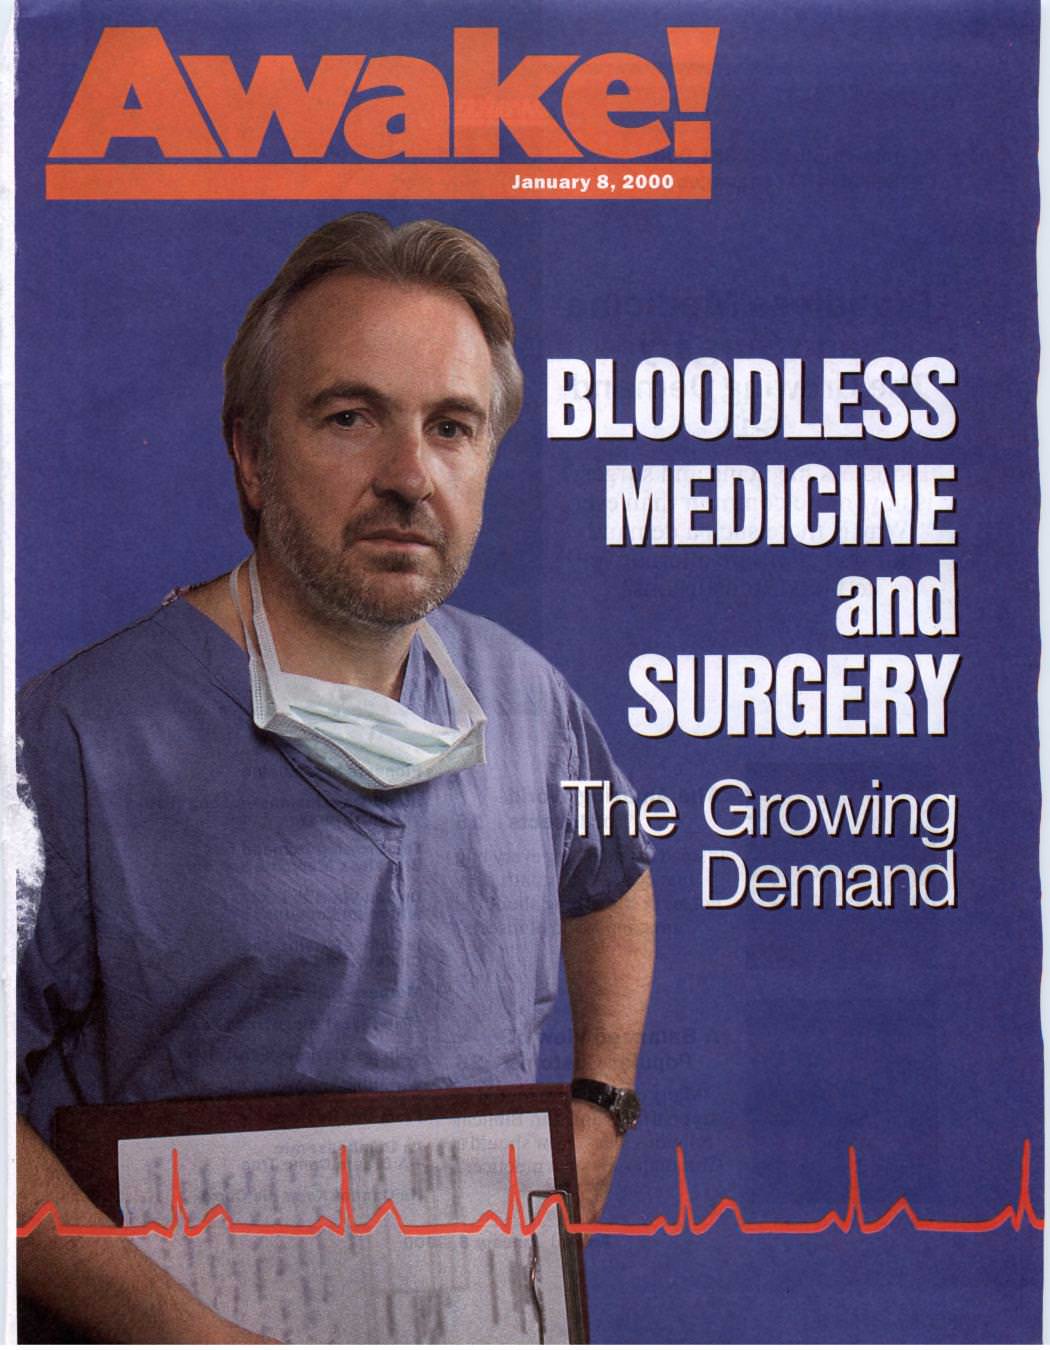 Awake!
January 8, 2000
BLOODLESS
MEDICINE
and
SURGERY
The Growing
Demand